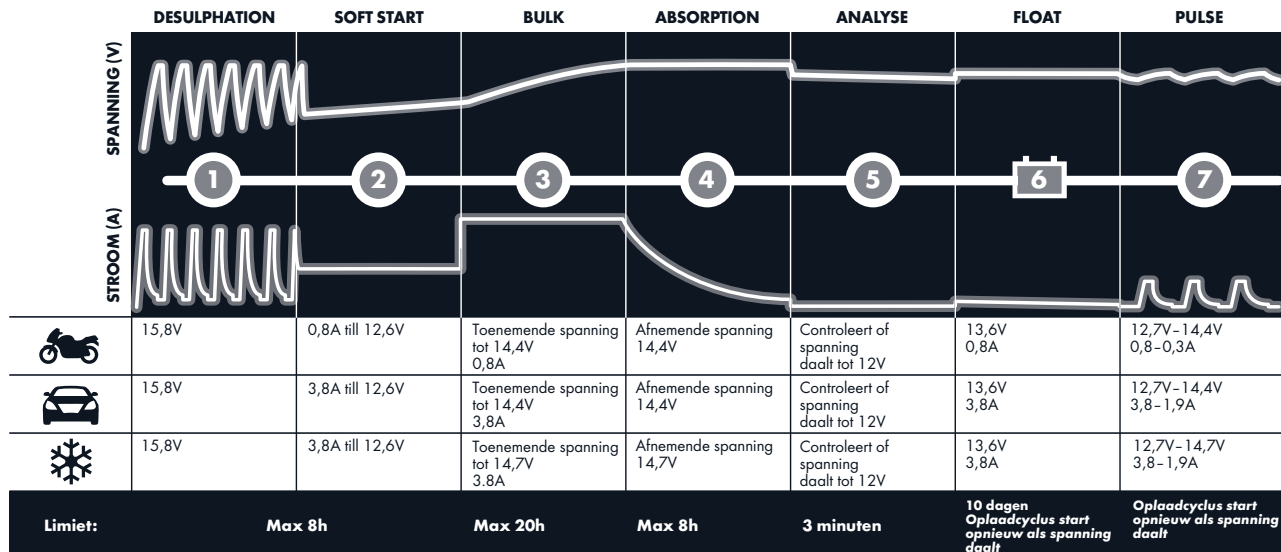 DESULPHATION SOFT START BULK ABSORPTION ANALYSE FLOAT PULSE
SPANNING (V)
1 2 3 4 5 6 7
STROOM (A)
15,8V
0,8A till 12,6V
Toenemende spanning
tot 14,4V
0,8A
Afnemende spanning
14,4V
Controleert of
spanning
daalt tot 12V
13,6V
0,8A
12,7V–14,4V
0,8–0,3A
15,8V
3,8A till 12,6V
Toenemende spanning
tot 14,4V
3,8A
Afnemende spanning
14,4V
Controleert of
spanning
daalt tot 12V
13,6V
3,8A
12,7V–14,4V
3,8–1,9A
15,8V
3,8A till 12,6V
Toenemende spanning
tot 14,7V
3.8A
Afnemende spanning
14,7V
Controleert of
spanning
daalt tot 12V
13,6V
3,8A
12,7V–14,7V
3,8–1,9A
Limiet:
Max 8h
Max 20h
Max 8h
3 minuten
10 dagen
Oplaadcyclus start
opnieuw als spanning
daalt
Oplaadcyclus start
opnieuw als spanning
daalt